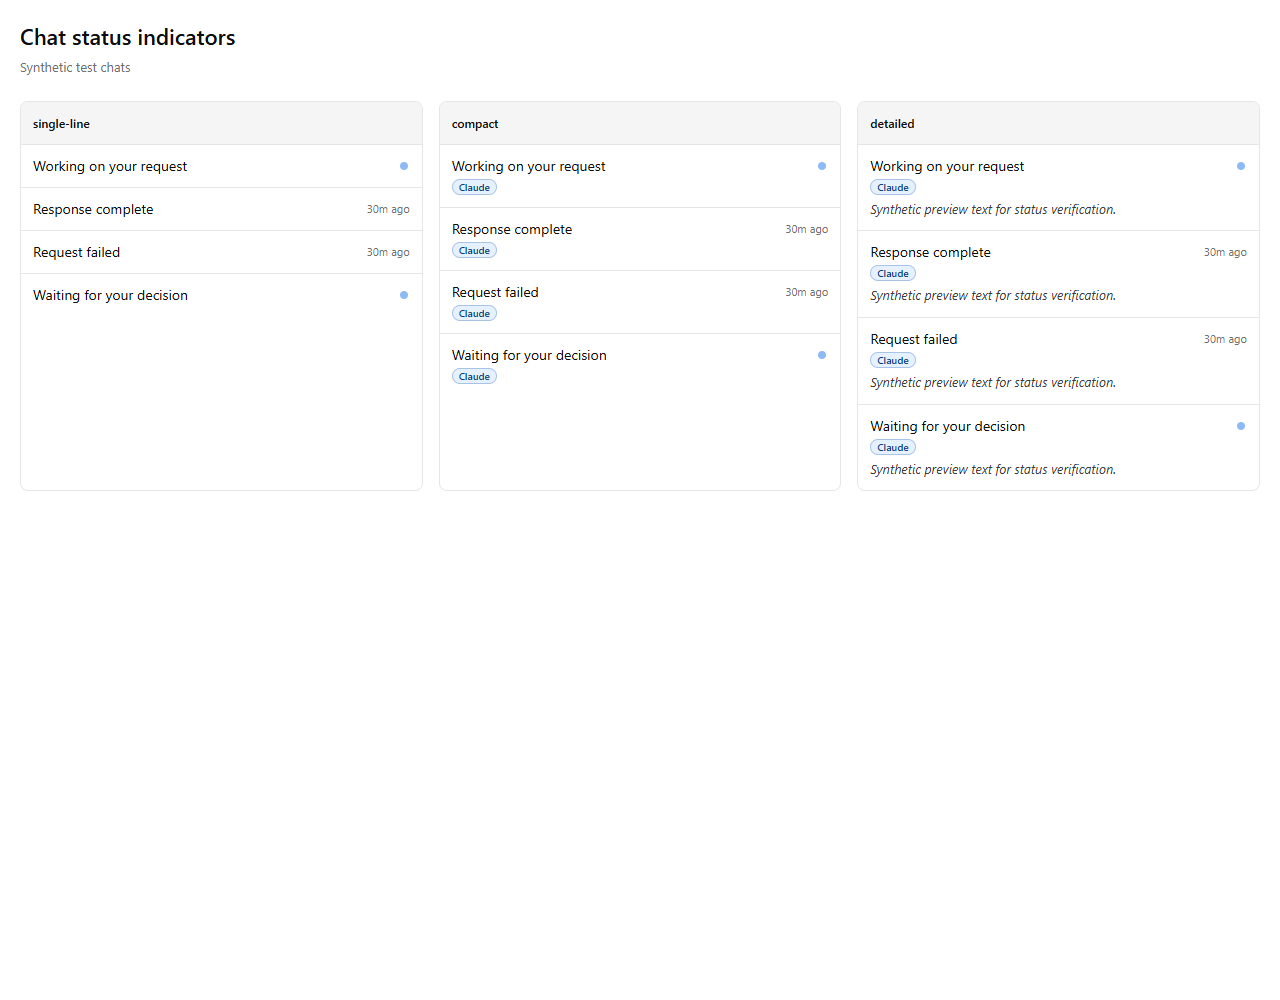 Chat status indicators
Synthetic test chats
single-line
Working on your request
Response complete 30m ago
Request failed 30m ago
Waiting for your decision
compact
Working on your request
Claude
Response complete 30m ago
Claude
Request failed 30m ago
Claude
Waiting for your decision
Claude
detailed
Working on your request
Claude
Synthetic preview text for status verification.
Response complete 30m ago
Claude
Synthetic preview text for status verification.
Request failed 30m ago
Claude
Synthetic preview text for status verification.
Waiting for your decision
Claude
Synthetic preview text for status verification.